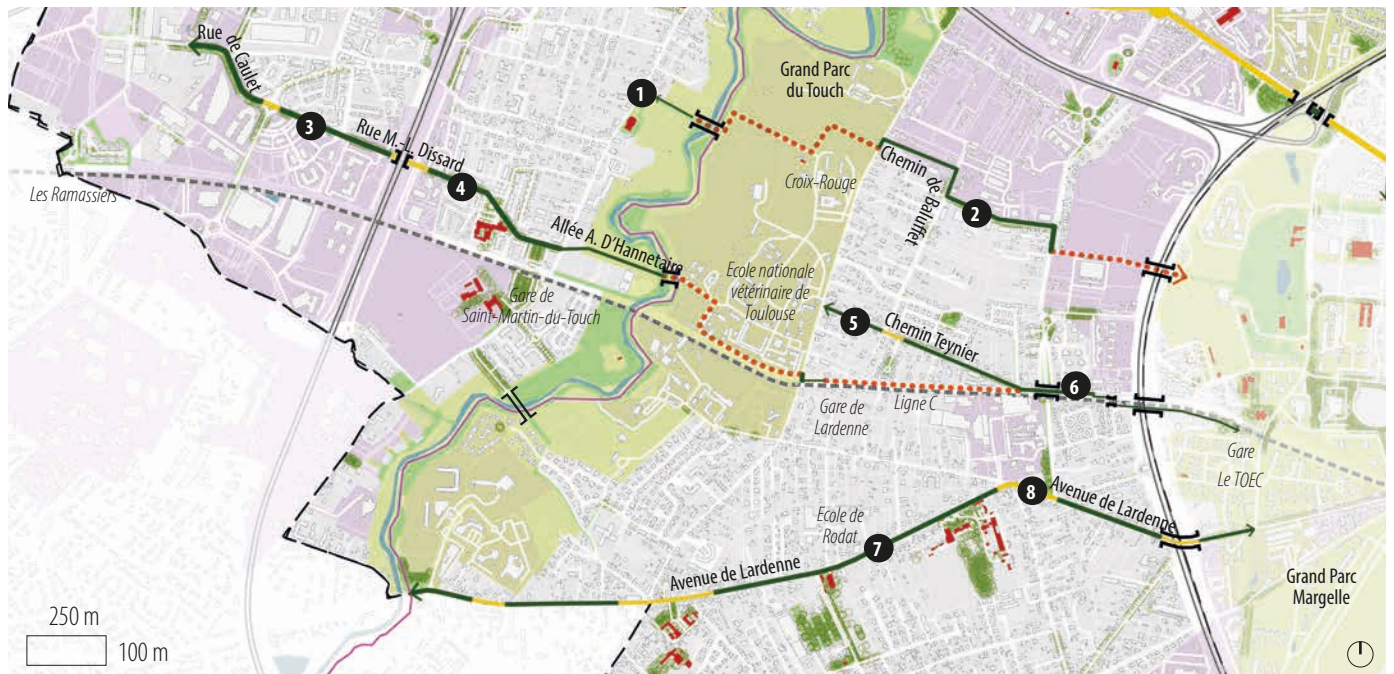 Rue
de Gaulet
3
Rue M.-L. Dissard
4
1
Grand Parc
du Touch
Croix-Rouge
Chemin de Baluffet
2
Les Ramassiers
Allée A. D'Hannetaire
Gare de
Saint-Martin-du-Touch
Ecole nationale
vétérinaire de
Toulouse
5
Chemin Teynier
6
Gare de
Lardenne
Ligne C
Gare
Le TOEC
8
Avenue de Lardenne
Ecole de
Rodat
7
Avenue de Lardenne
Grand Parc
Margelle
250 m
100 m